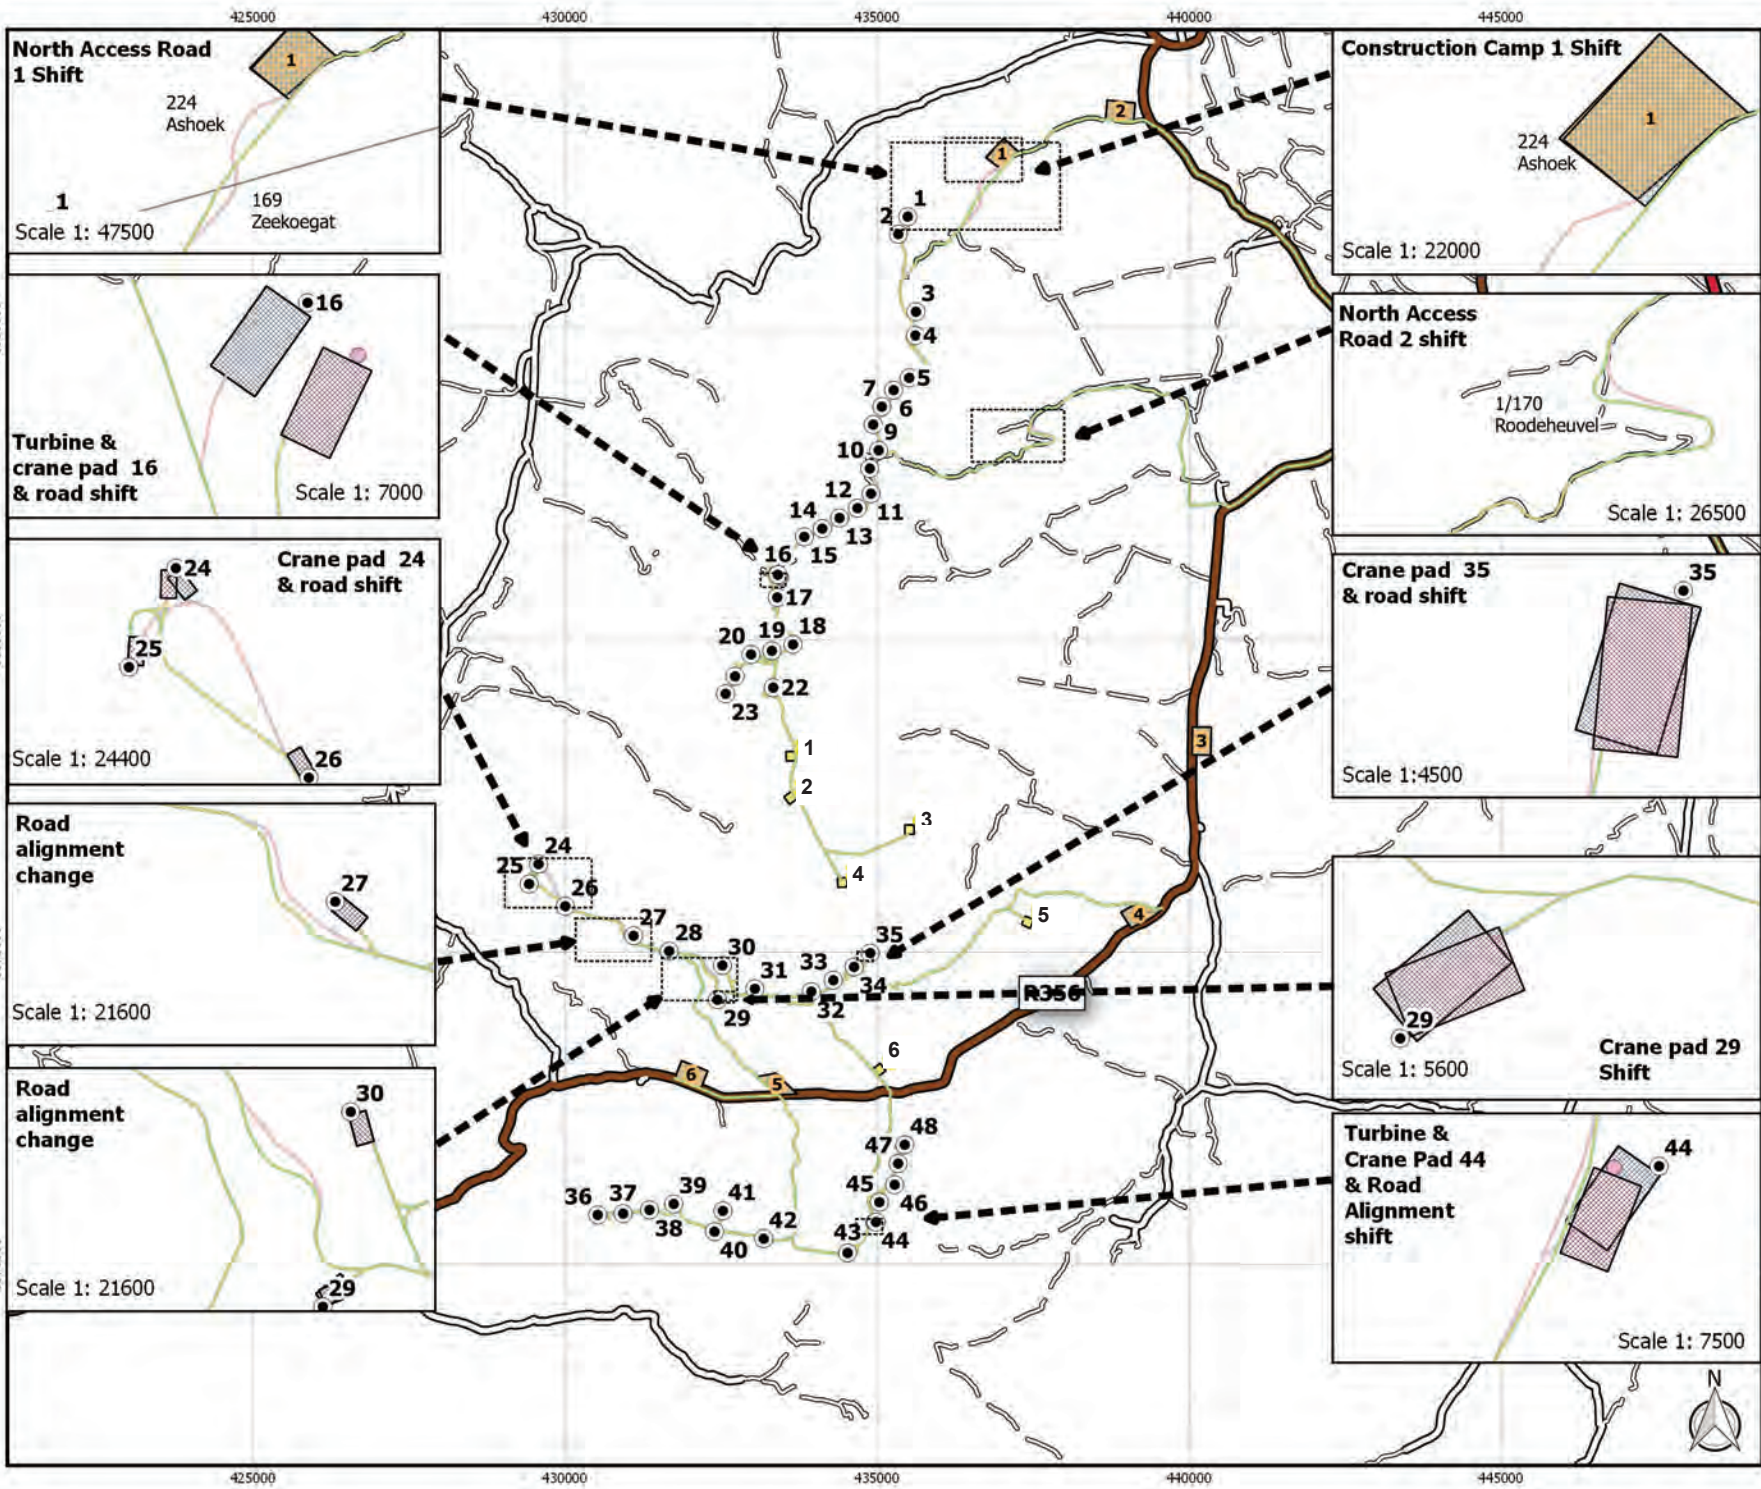 425000 430000 435000 440000 445000
North Access Road
1 Shift
1
224
Ashoek
169
Zeekoegat
1
Scale 1: 47500
16
Turbine &
crane pad 16
& road shift
Scale 1: 7000
Crane pad 24
& road shift
24
25
26
Scale 1: 24400
Road
alignment
change
27
Scale 1: 21600
Road
alignment
change
30
29
Scale 1: 21600
2
1
1
2
3
4
5
7
6
9
10
12
11
14
13
15
16
17
18
19
20
22
23
1
2
3
4
24
25
26
27
28
30
31
29
33
35
34
32
5
4
3
R356
6
6
5
48
47
45
46
43
44
36
37
39
38
41
40
42
Construction Camp 1 Shift
1
224
Ashoek
Scale 1: 22000
North Access
Road 2 shift
1/170
Roodeheuvel
Scale 1: 26500
Crane pad 35
& road shift
35
Scale 1:4500
29
Crane pad 29
Shift
Scale 1: 5600
Turbine &
Crane Pad 44
& Road
Alignment
shift
44
Scale 1: 7500
N
425000 430000 435000 440000 445000